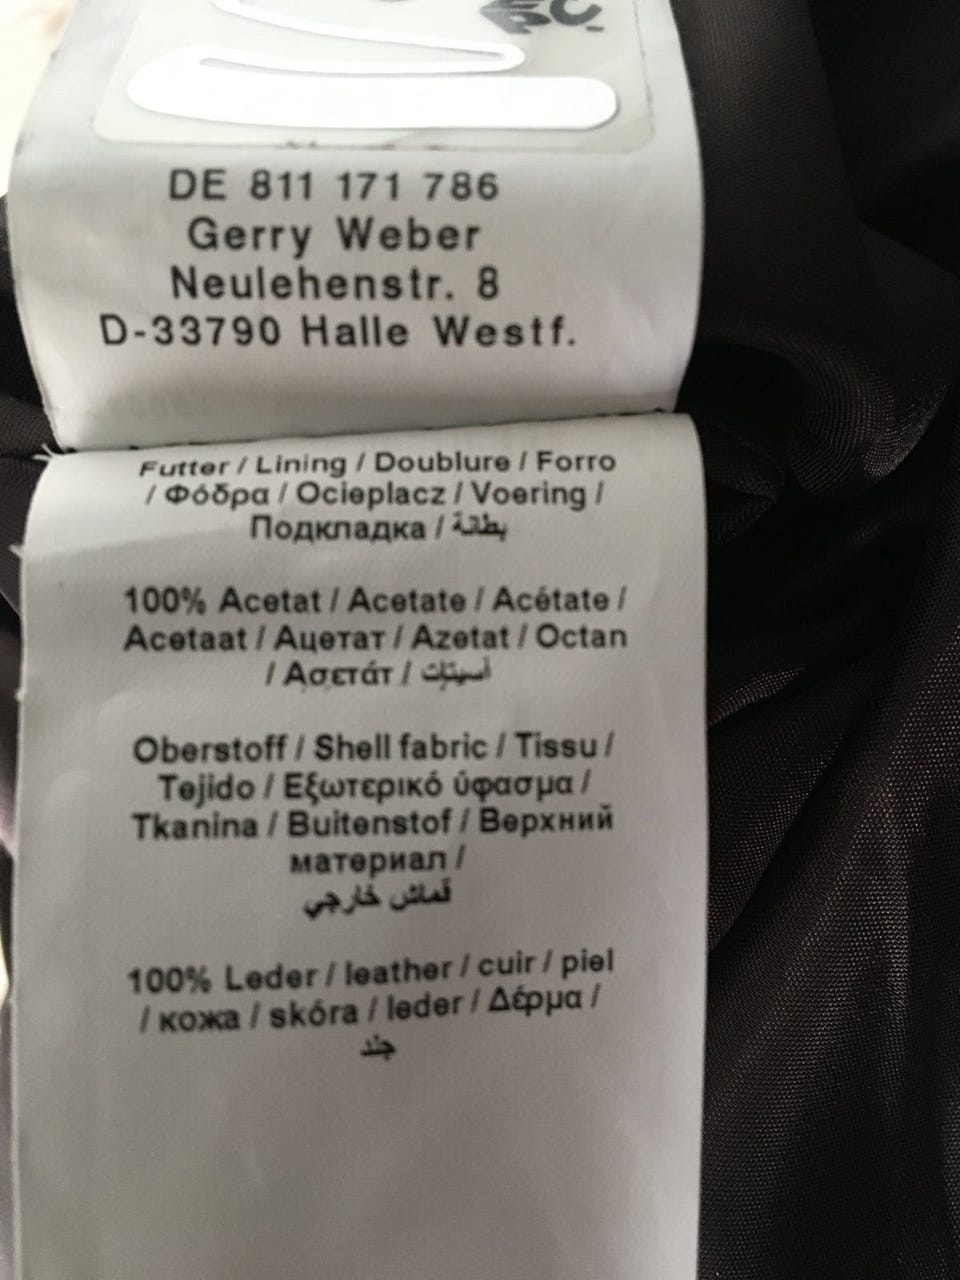 DE 811 171 786
Gerry Weber
Neulehenstr. 8
D-33790 Halle Westf.
Futter / Lining / Doublure / Forro
/ Φόδρα / Ocieplacz / Voering /
Подкладка / بطانة
100% Acetat / Acetate / Acétate /
Acetaat / Ацетат / Azetat / Octan
/ Ασετάτ / أسيتات
Oberstoff / Shell fabric / Tissu /
Tejido / Εξωτερικό ύφασμα /
Tkanina / Buitenstof / Верхний
материал /
قماش خارجي
100% Leder / leather / cuir / piel
/ кожа / skóra / leder / Δέρμα /
جلد